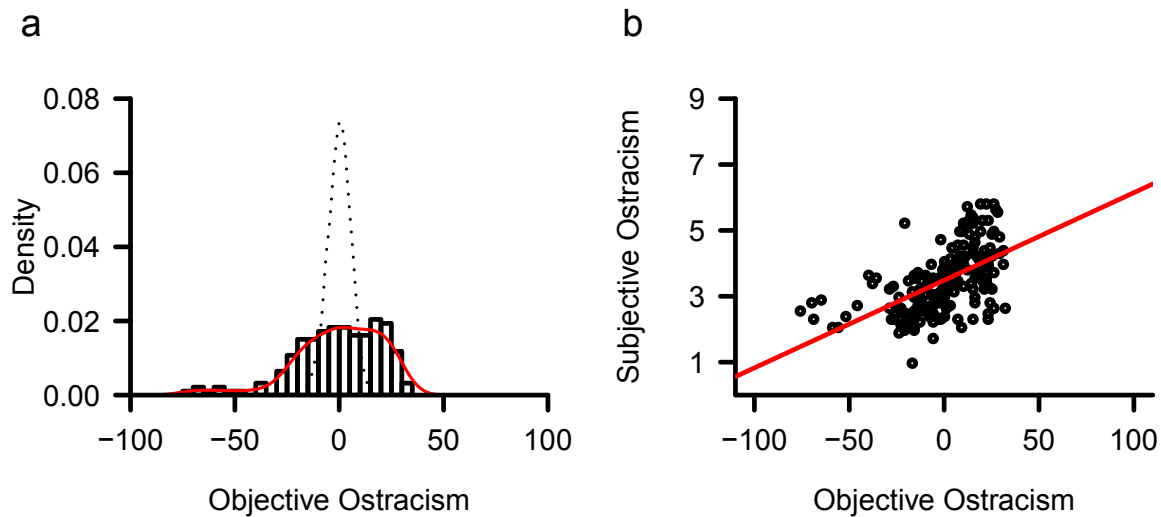 a
0.08
0.06
0.04
0.02
0.00
Density
−100 −50 0 50 100
Objective Ostracism
b
9
7
5
3
1
Subjective Ostracism
−100 −50 0 50 100
Objective Ostracism